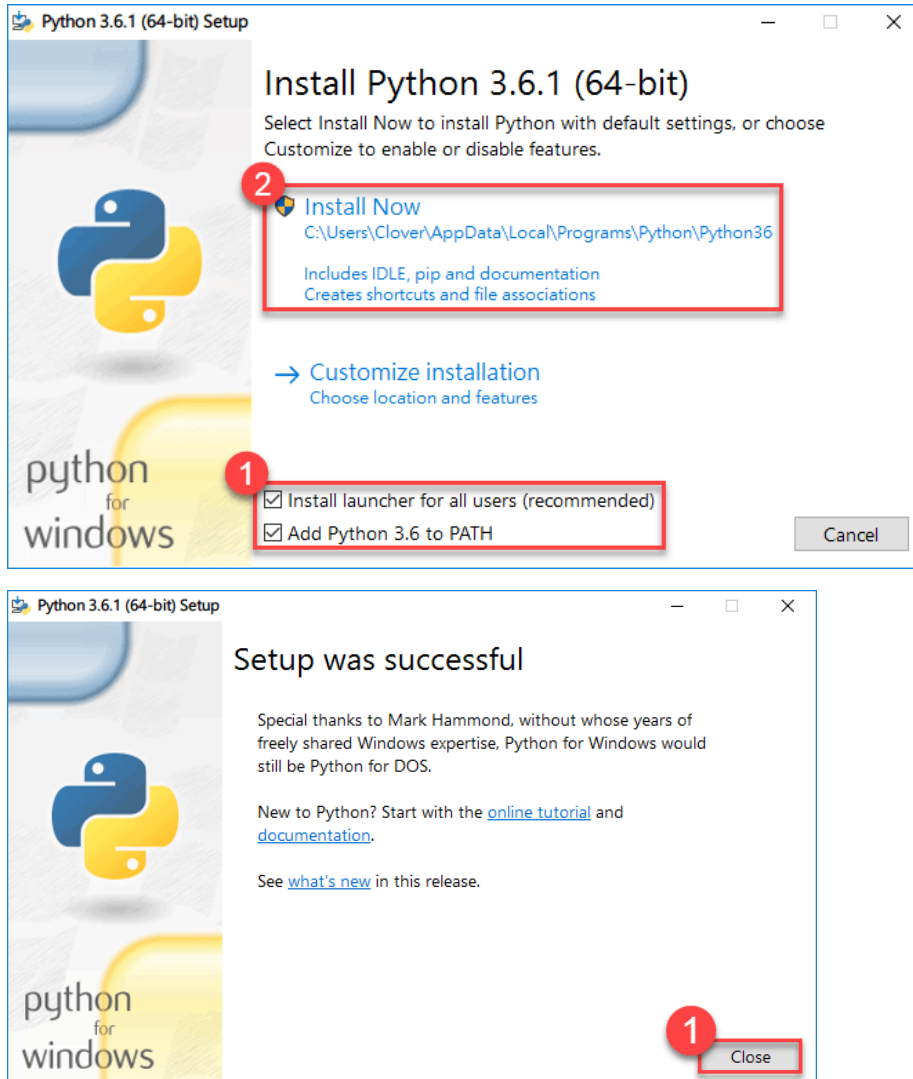 Python 3.6.1 (64-bit) Setup
Install Python 3.6.1 (64-bit)
Select Install Now to install Python with default settings, or choose
Customize to enable or disable features.
2
Install Now
C:\Users\Clover\AppData\Local\Programs\Python\Python36
Includes IDLE, pip and documentation
Creates shortcuts and file associations
→ Customize installation
Choose location and features
python
for
windows
1
Install launcher for all users (recommended)
Add Python 3.6 to PATH
Cancel
Python 3.6.1 (64-bit) Setup
Setup was successful
Special thanks to Mark Hammond, without whose years of
freely shared Windows expertise, Python for Windows would
still be Python for DOS.
New to Python? Start with the online tutorial and
documentation.
See what's new in this release.
python
for
windows
1
Close